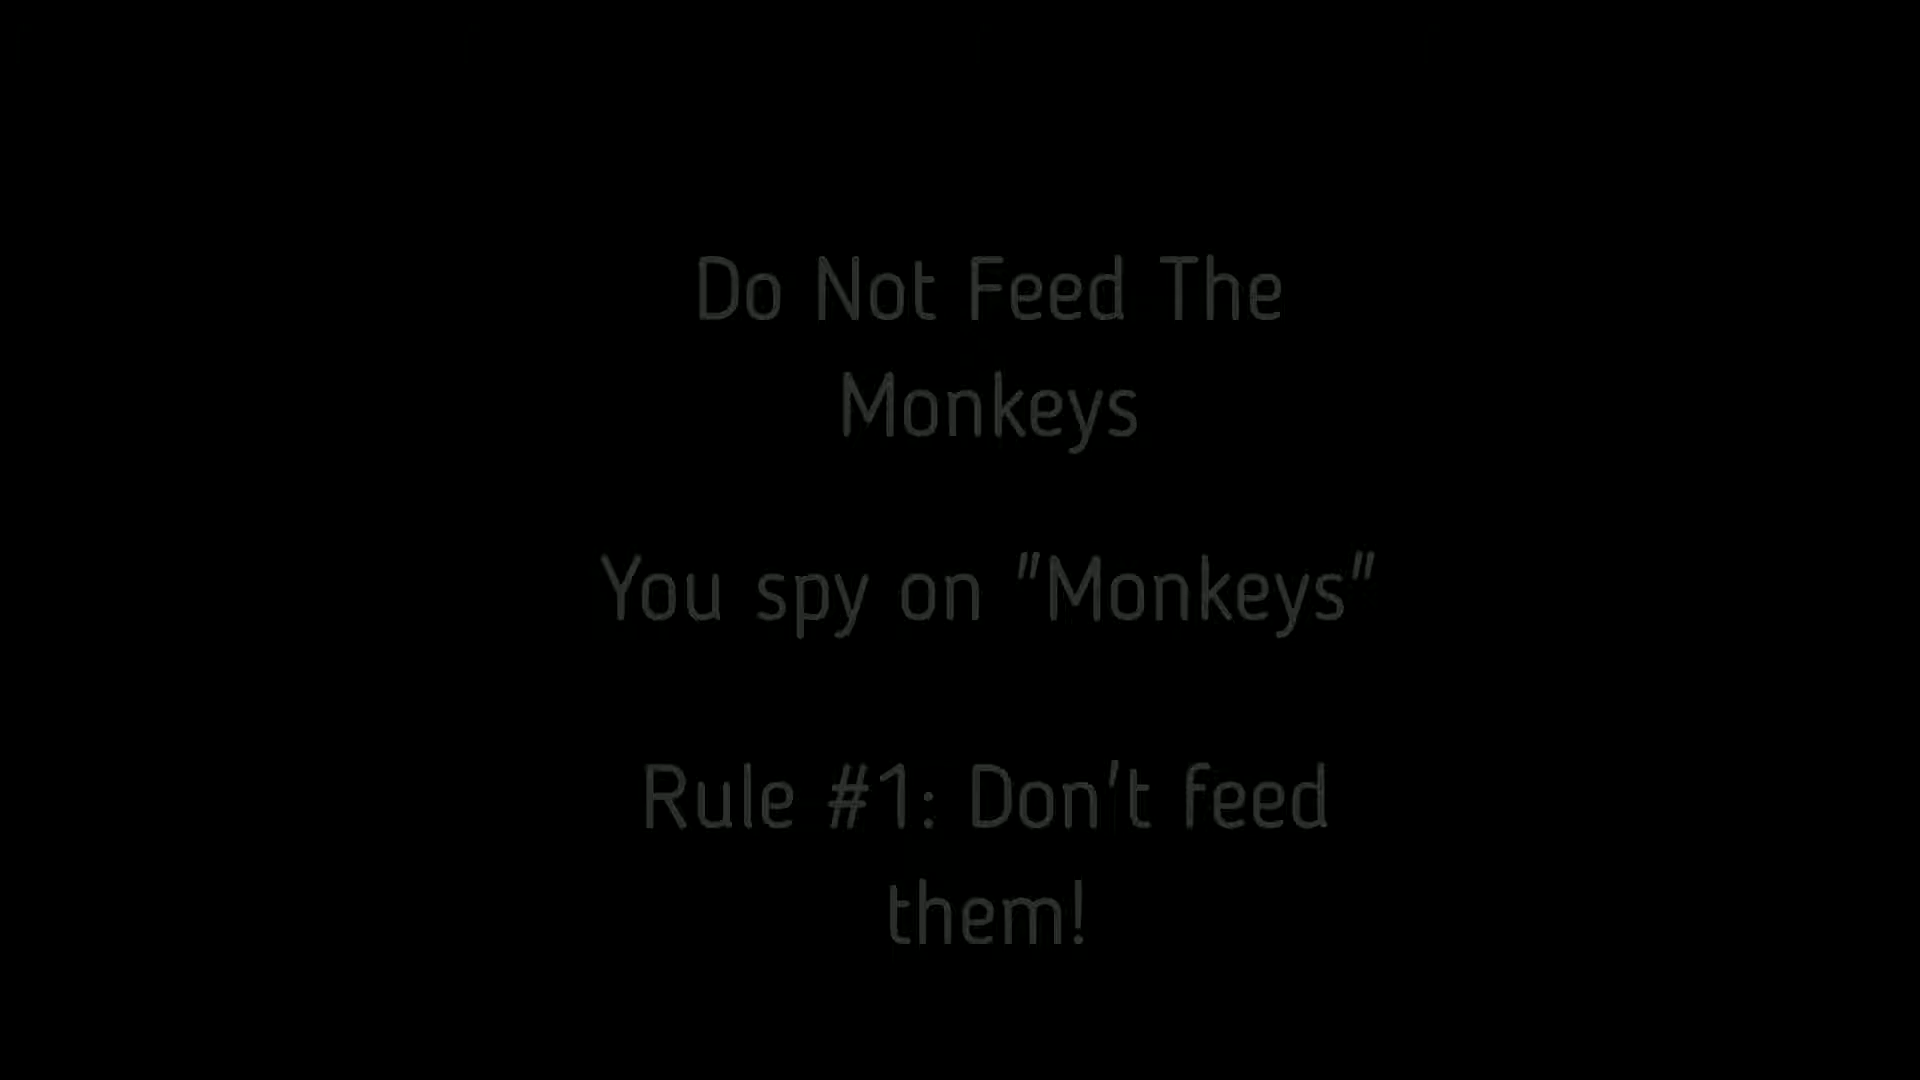 Do Not Feed The
Monkeys
You spy on "Monkeys"
Rule #1: Don't feed
them!